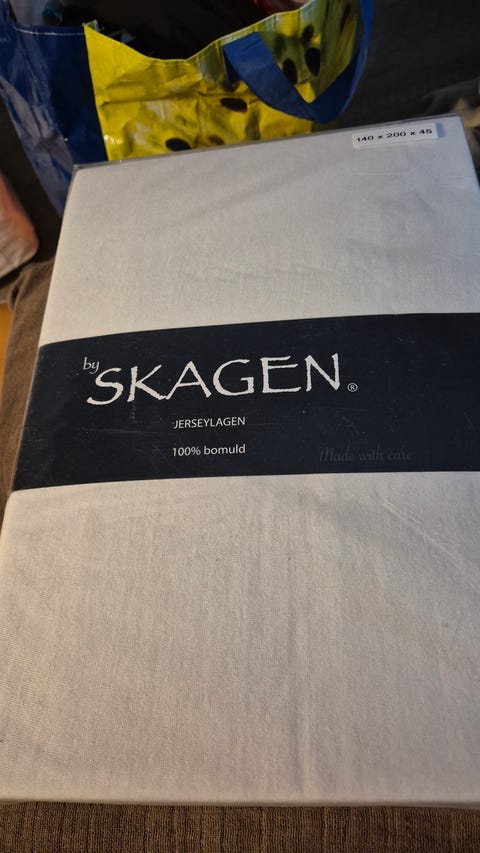 140 x 200 x 45
by
SKAGEN®
JERSEYLAGEN
100% bomuld
Made with care